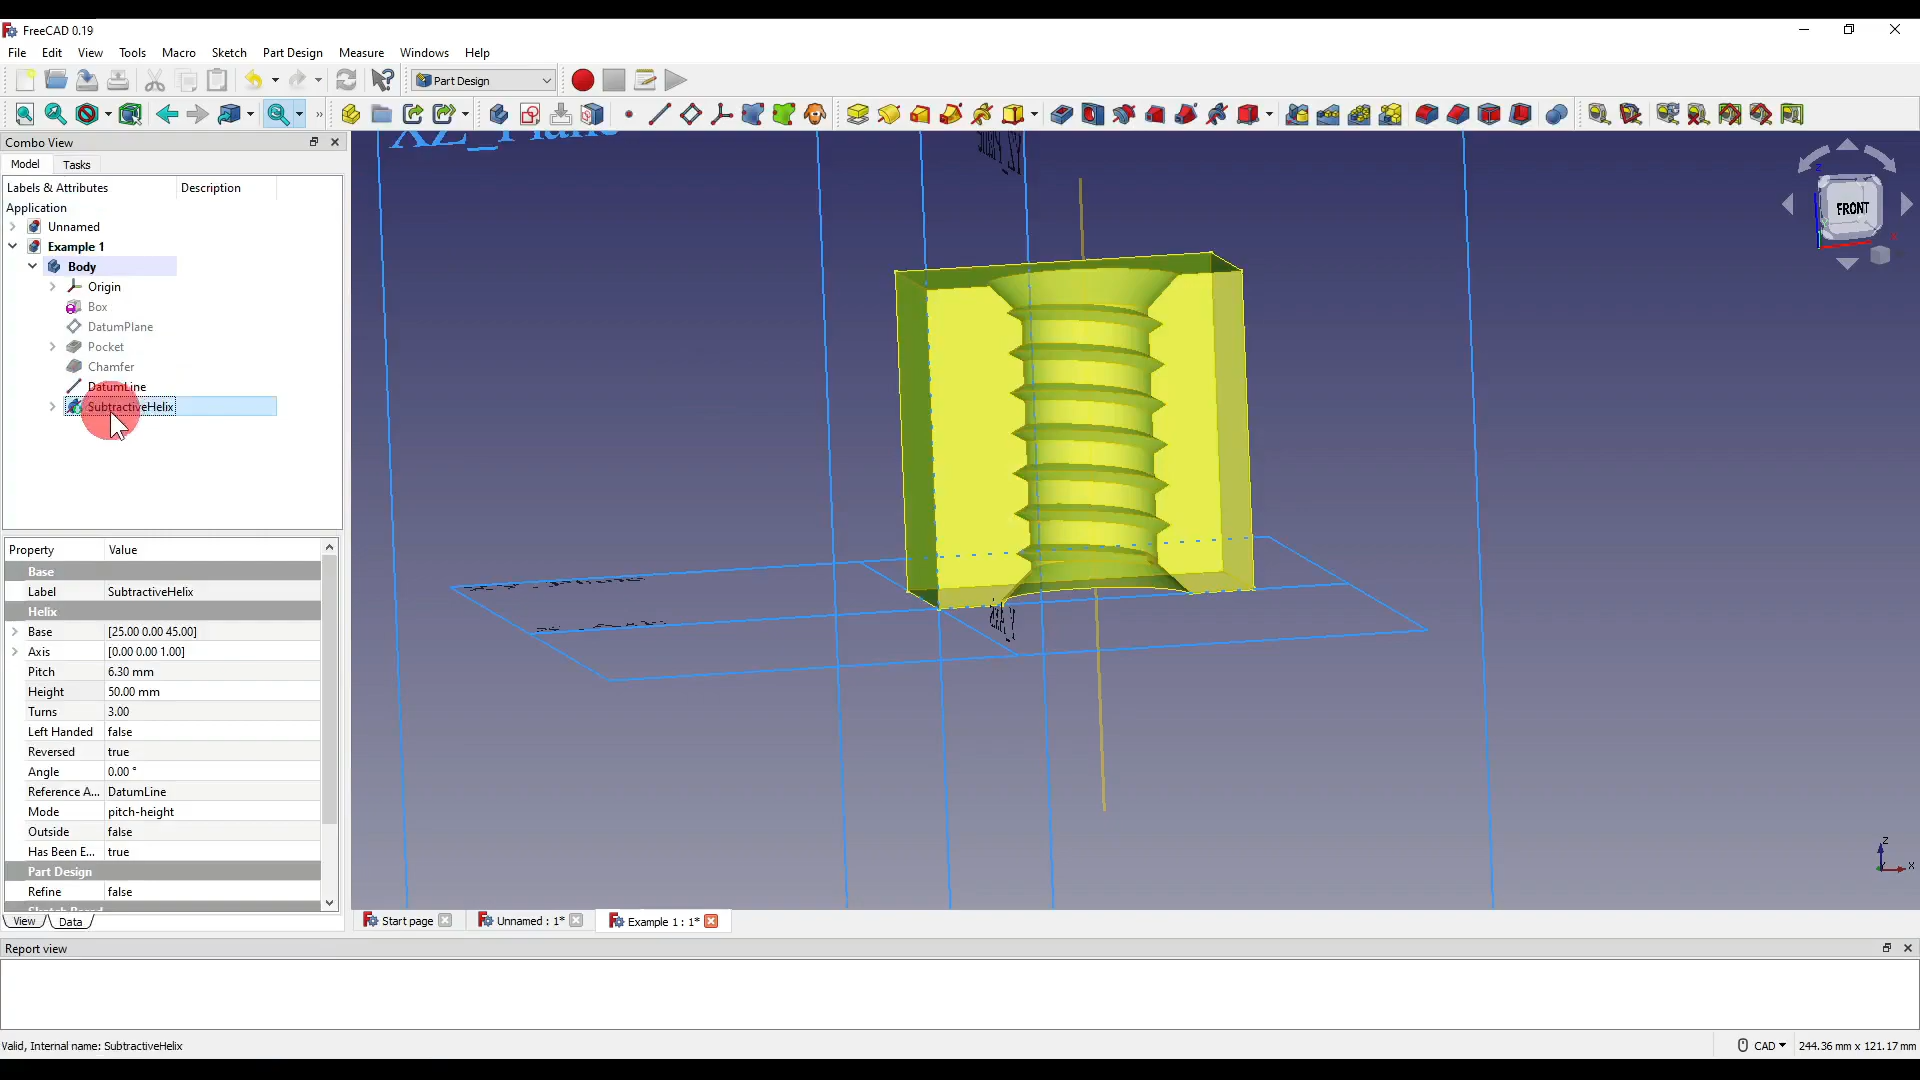 FreeCAD 0.19
File Edit View Tools Macro Sketch Part Design Measure Windows Help
Part Design
Combo View
Model Tasks
Labels & Attributes Description
Application
Unnamed
Example 1
Body
Origin
Box
DatumPlane
Pocket
Chamfer
DatumLine
SubtractiveHelix
Property Value
Base
Label SubtractiveHelix
Helix
Base [25.00 0.00 45.00]
Axis [0.00 0.00 1.00]
Pitch 6.30 mm
Height 50.00 mm
Turns 3.00
Left Handed false
Reversed true
Angle 0.00 °
Reference A... DatumLine
Mode pitch-height
Outside false
Has Been E... true
Part Design
Refine false
View Data
XZ_Plane
FRONT
Z
X
Start page Unnamed : 1* Example 1 : 1*
Report view
Valid, Internal name: SubtractiveHelix
CAD 244.36 mm x 121.17 mm